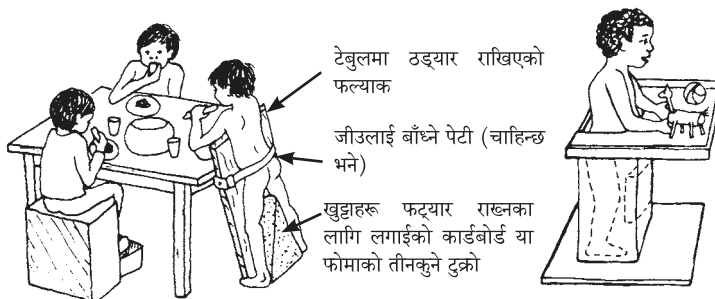 टेबुलमा ठड्यार राखिएको
फल्याक
जीउलाई बाँध्ने पेटी (चाहिन्छ
भने)
खुट्टाहरू फट्यार राख्नका
लागि लगाईको कार्डबोर्ड या
फोमाको तीनकुने टुक्रो